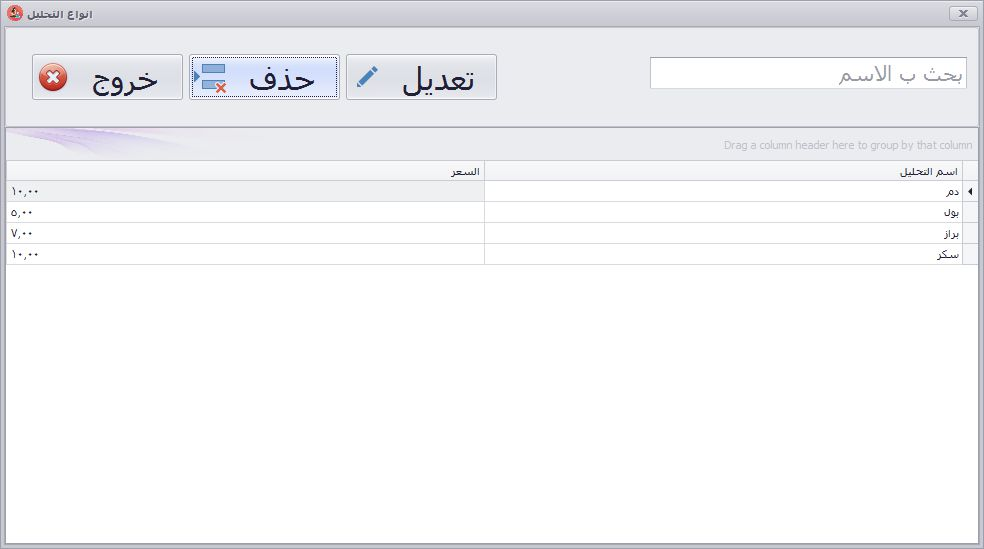 انواع التحليل
بحث ب الاسم
تعديل
حذف
خروج
Drag a column header here to group by that column
اسم التحليل السعر
دم ١٠,٠٠
بول ٥,٠٠
براز ٧,٠٠
سكر ١٠,٠٠